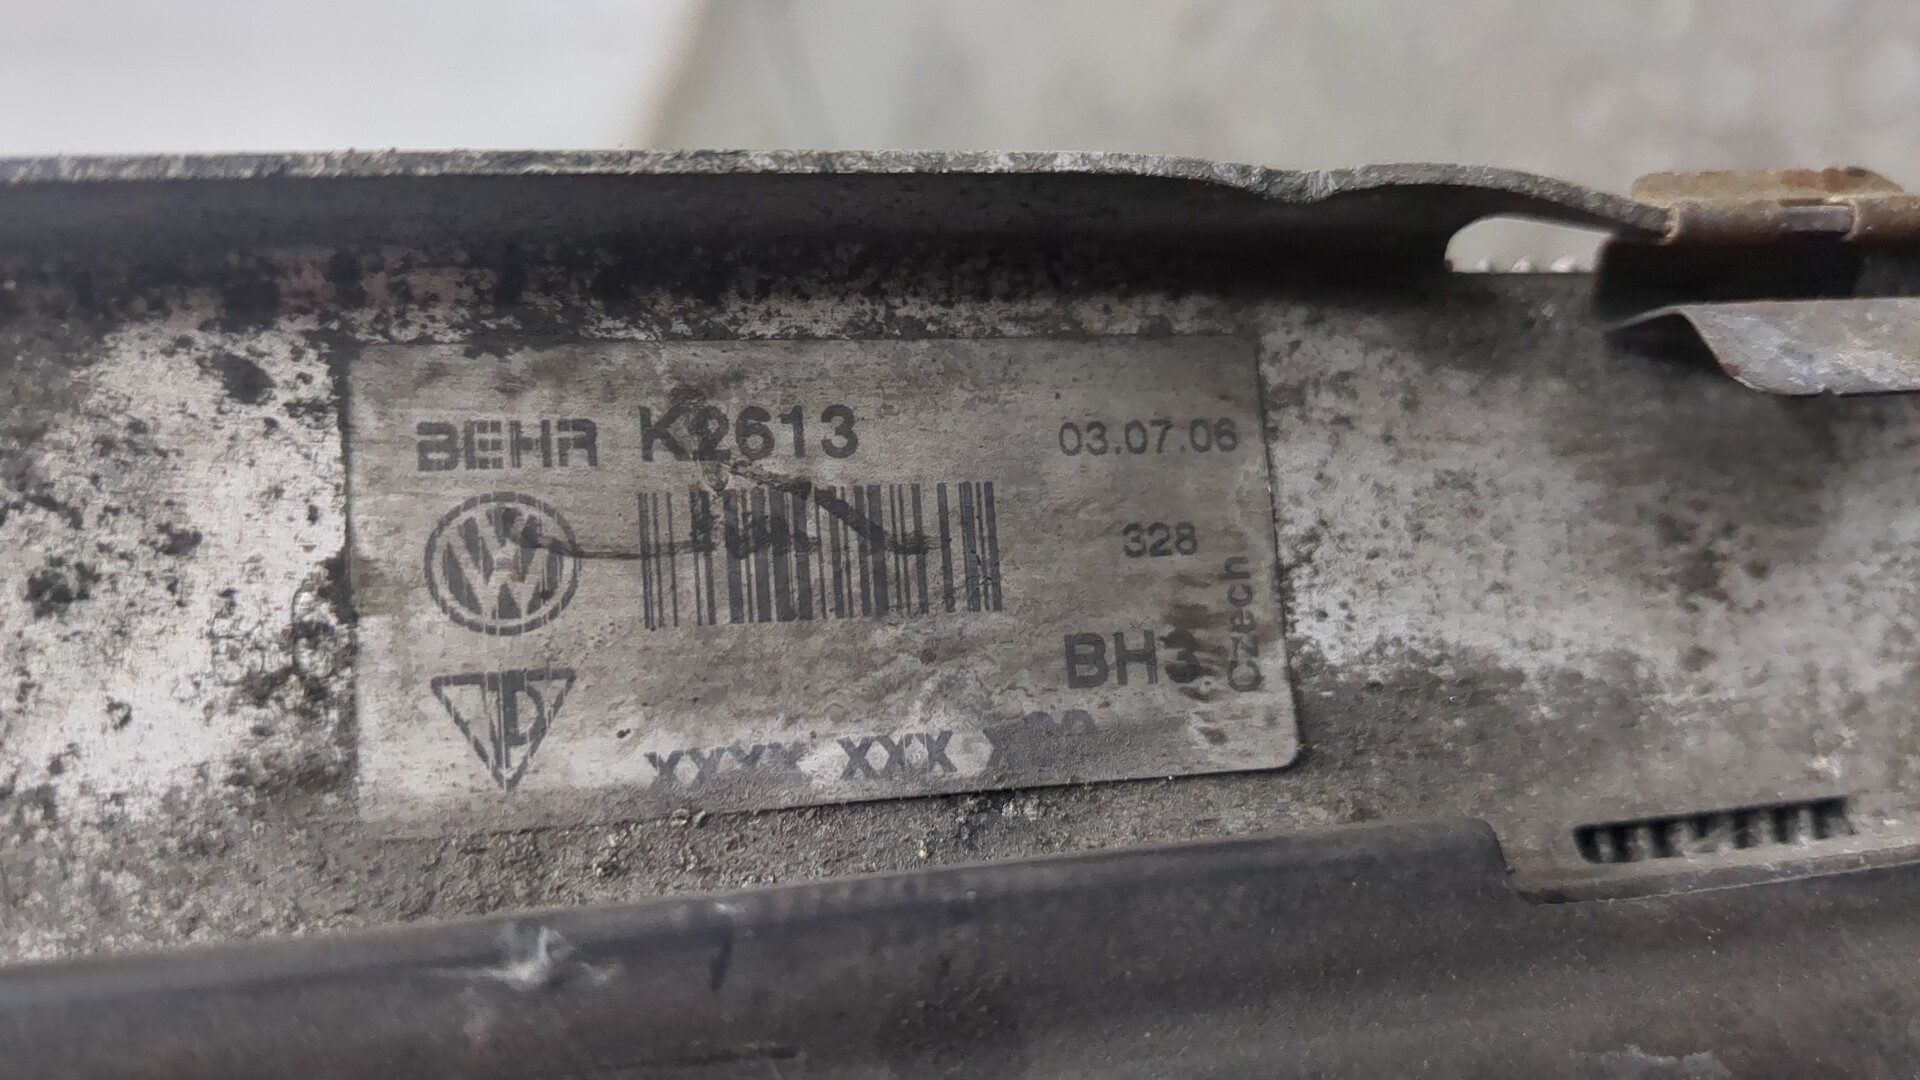 BEHR K2613 03.07.06
328
Czech
BH3
XXXX XXX X